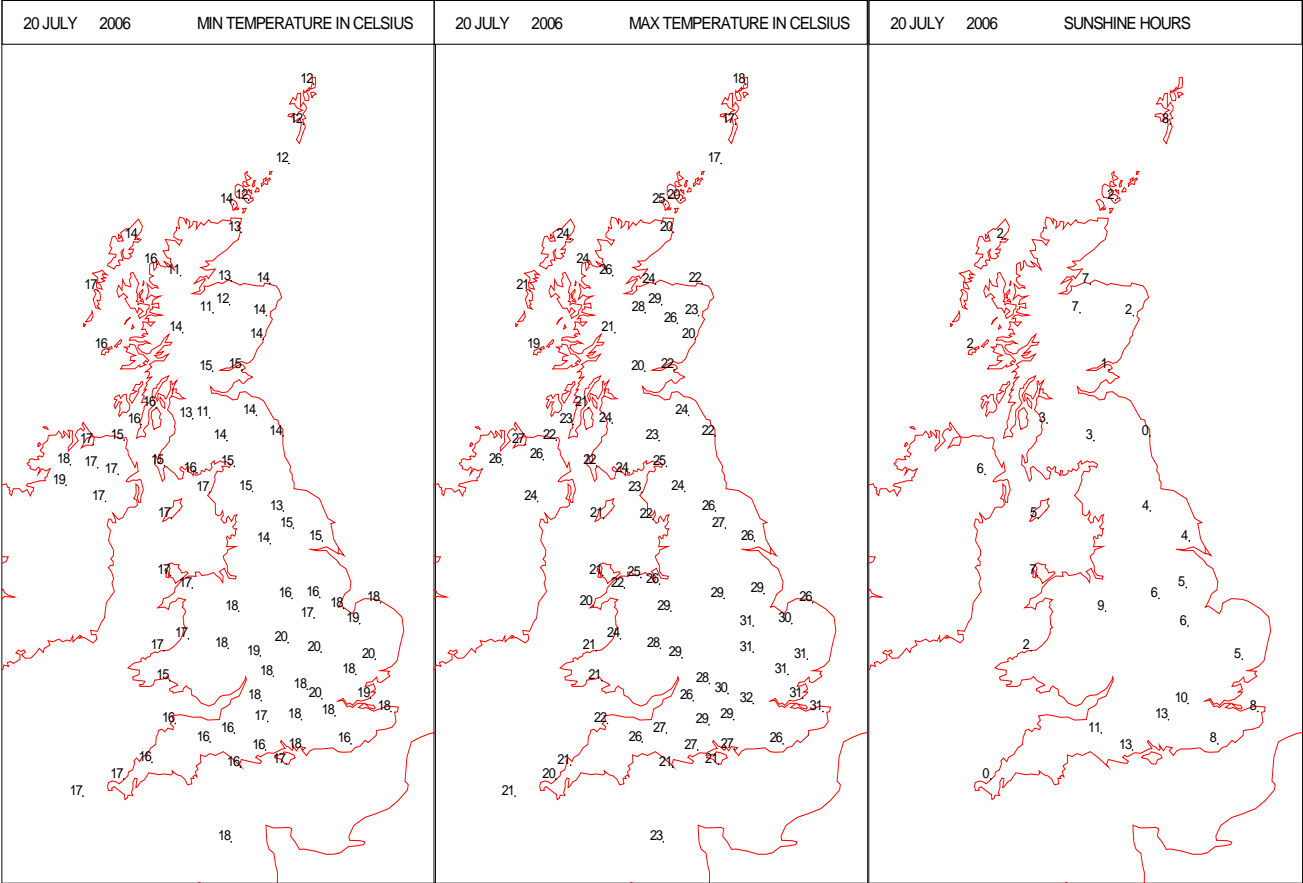 20 JULY 2006 MIN TEMPERATURE IN CELSIUS
12
12
12
14 12
13
14
16 11
17 13 14
12
11 14
14 14
16
15 15
16
16 13 11 14
17 15 14 14
18 17 17 15 16 15
19 17 17 15
17 13
15
14 15
17
17 16 16
18 18 18
17 19
17 20
17 18 19 20 20
15 18 18
18 18 20 19
16 17 18 18 18
16 16
16 18 16
16 16 17
17
17
18
20 JULY 2006 MAX TEMPERATURE IN CELSIUS
18
17
17
25 20
20
24
24 26
21 24 22
29
28 26 23
21 20
19
20 22
21
23 24 24
27 22 23 22
26 26 22 24 25
24 23 24
21 22 26
27
26
21 25
22 26 29 29
20 29 26
31 30
24
21 28 29 31 31
21 28 31
26 30 32 31
22 29 29 31
27
26 27 26
21 27 21 21
20
21
23
20 JULY 2006 SUNSHINE HOURS
8
2
2
7
7 2
2
1
3
3 0
6
5 4
4
7
6 5
9 6
2 5
10
13 8
11
13 8
0